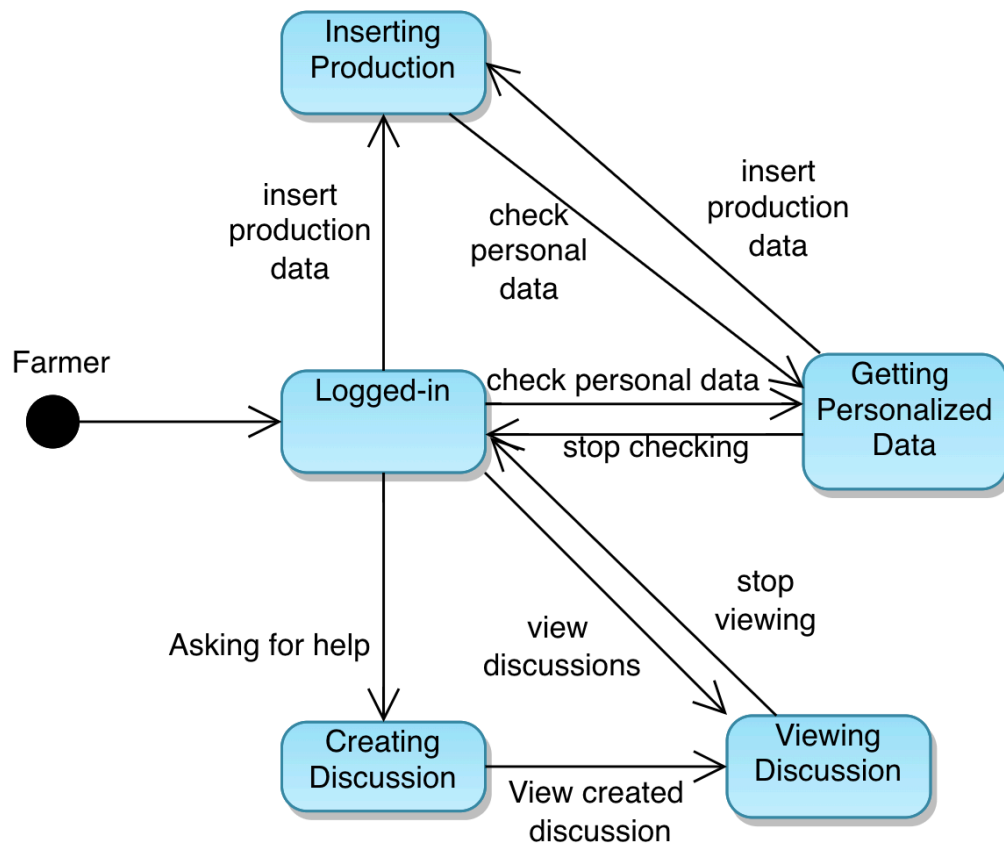 Inserting
Production
insert
production
data
check
personal
data
insert
production
data
Farmer
Logged-in
check personal data
stop checking
Getting
Personalized
Data
Asking for help
view
discussions
stop
viewing
Creating
Discussion
View created
discussion
Viewing
Discussion